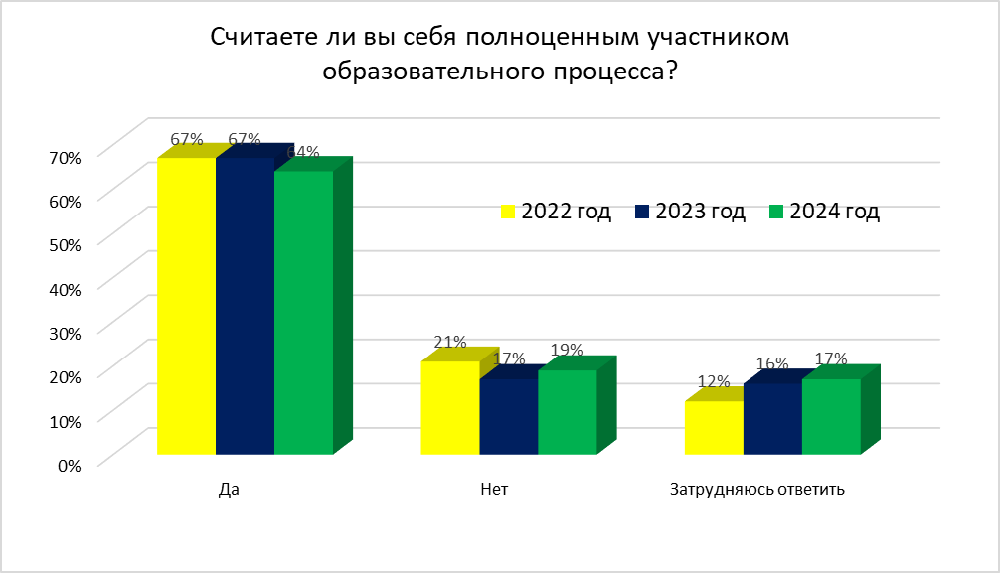 Считаете ли вы себя полноценным участником
образовательного процесса?
67%
67%
64%
70%
60%
50%
40%
30%
20%
10%
0%
2022 год
2023 год
2024 год
21%
17%
19%
12%
16%
17%
Да
Нет
Затрудняюсь ответить